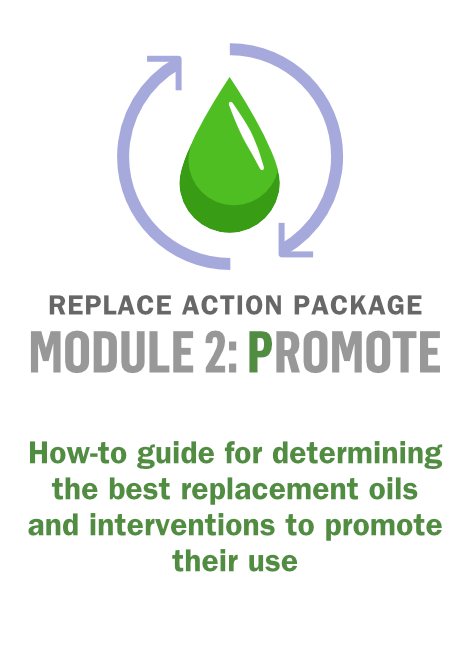 REPLACE ACTION PACKAGE
MODULE 2: PROMOTE
How-to guide for determining
the best replacement oils
and interventions to promote
their use